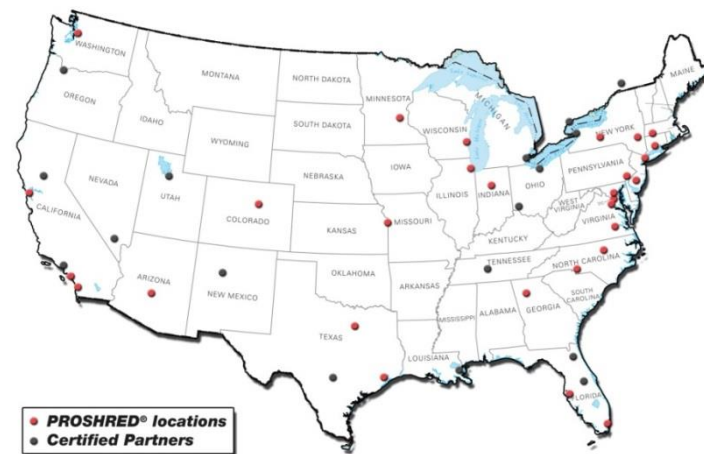 WASHINGTON
MONTANA
NORTH DAKOTA
MINNESOTA
MAINE
OREGON
IDAHO
WYOMING
SOUTH DAKOTA
WISCONSIN
MICHIGAN
NEW YORK
NEVADA
UTAH
COLORADO
NEBRASKA
IOWA
ILLINOIS
INDIANA
OHIO
PENNSYLVANIA
WEST
VIRGINIA
VIRGINIA
CALIFORNIA
KANSAS
MISSOURI
KENTUCKY
ARIZONA
NEW MEXICO
OKLAHOMA
ARKANSAS
TENNESSEE
NORTH CAROLINA
SOUTH
CAROLINA
TEXAS
LOUISIANA
MISSISSIPPI
ALABAMA
GEORGIA
FLORIDA
PROSHRED® locations
Certified Partners